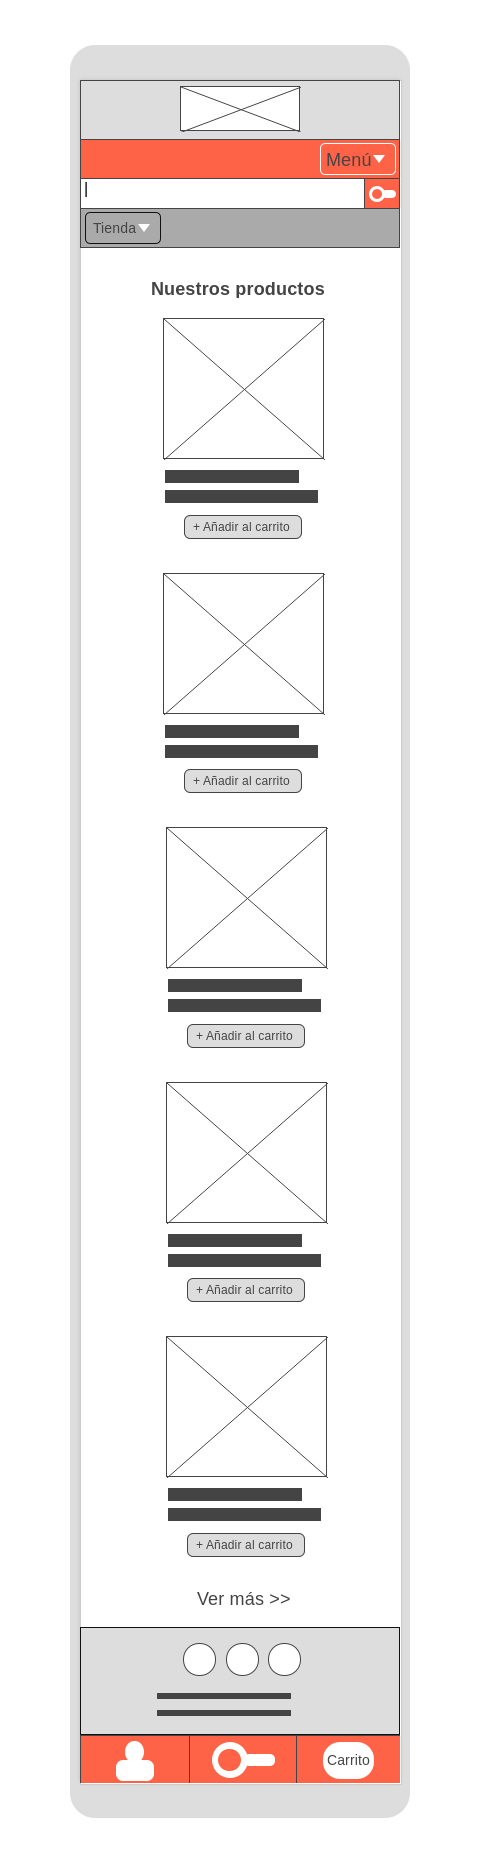 Menú
Tienda
Nuestros productos
+ Añadir al carrito
+ Añadir al carrito
+ Añadir al carrito
+ Añadir al carrito
+ Añadir al carrito
Ver más >>
Carrito